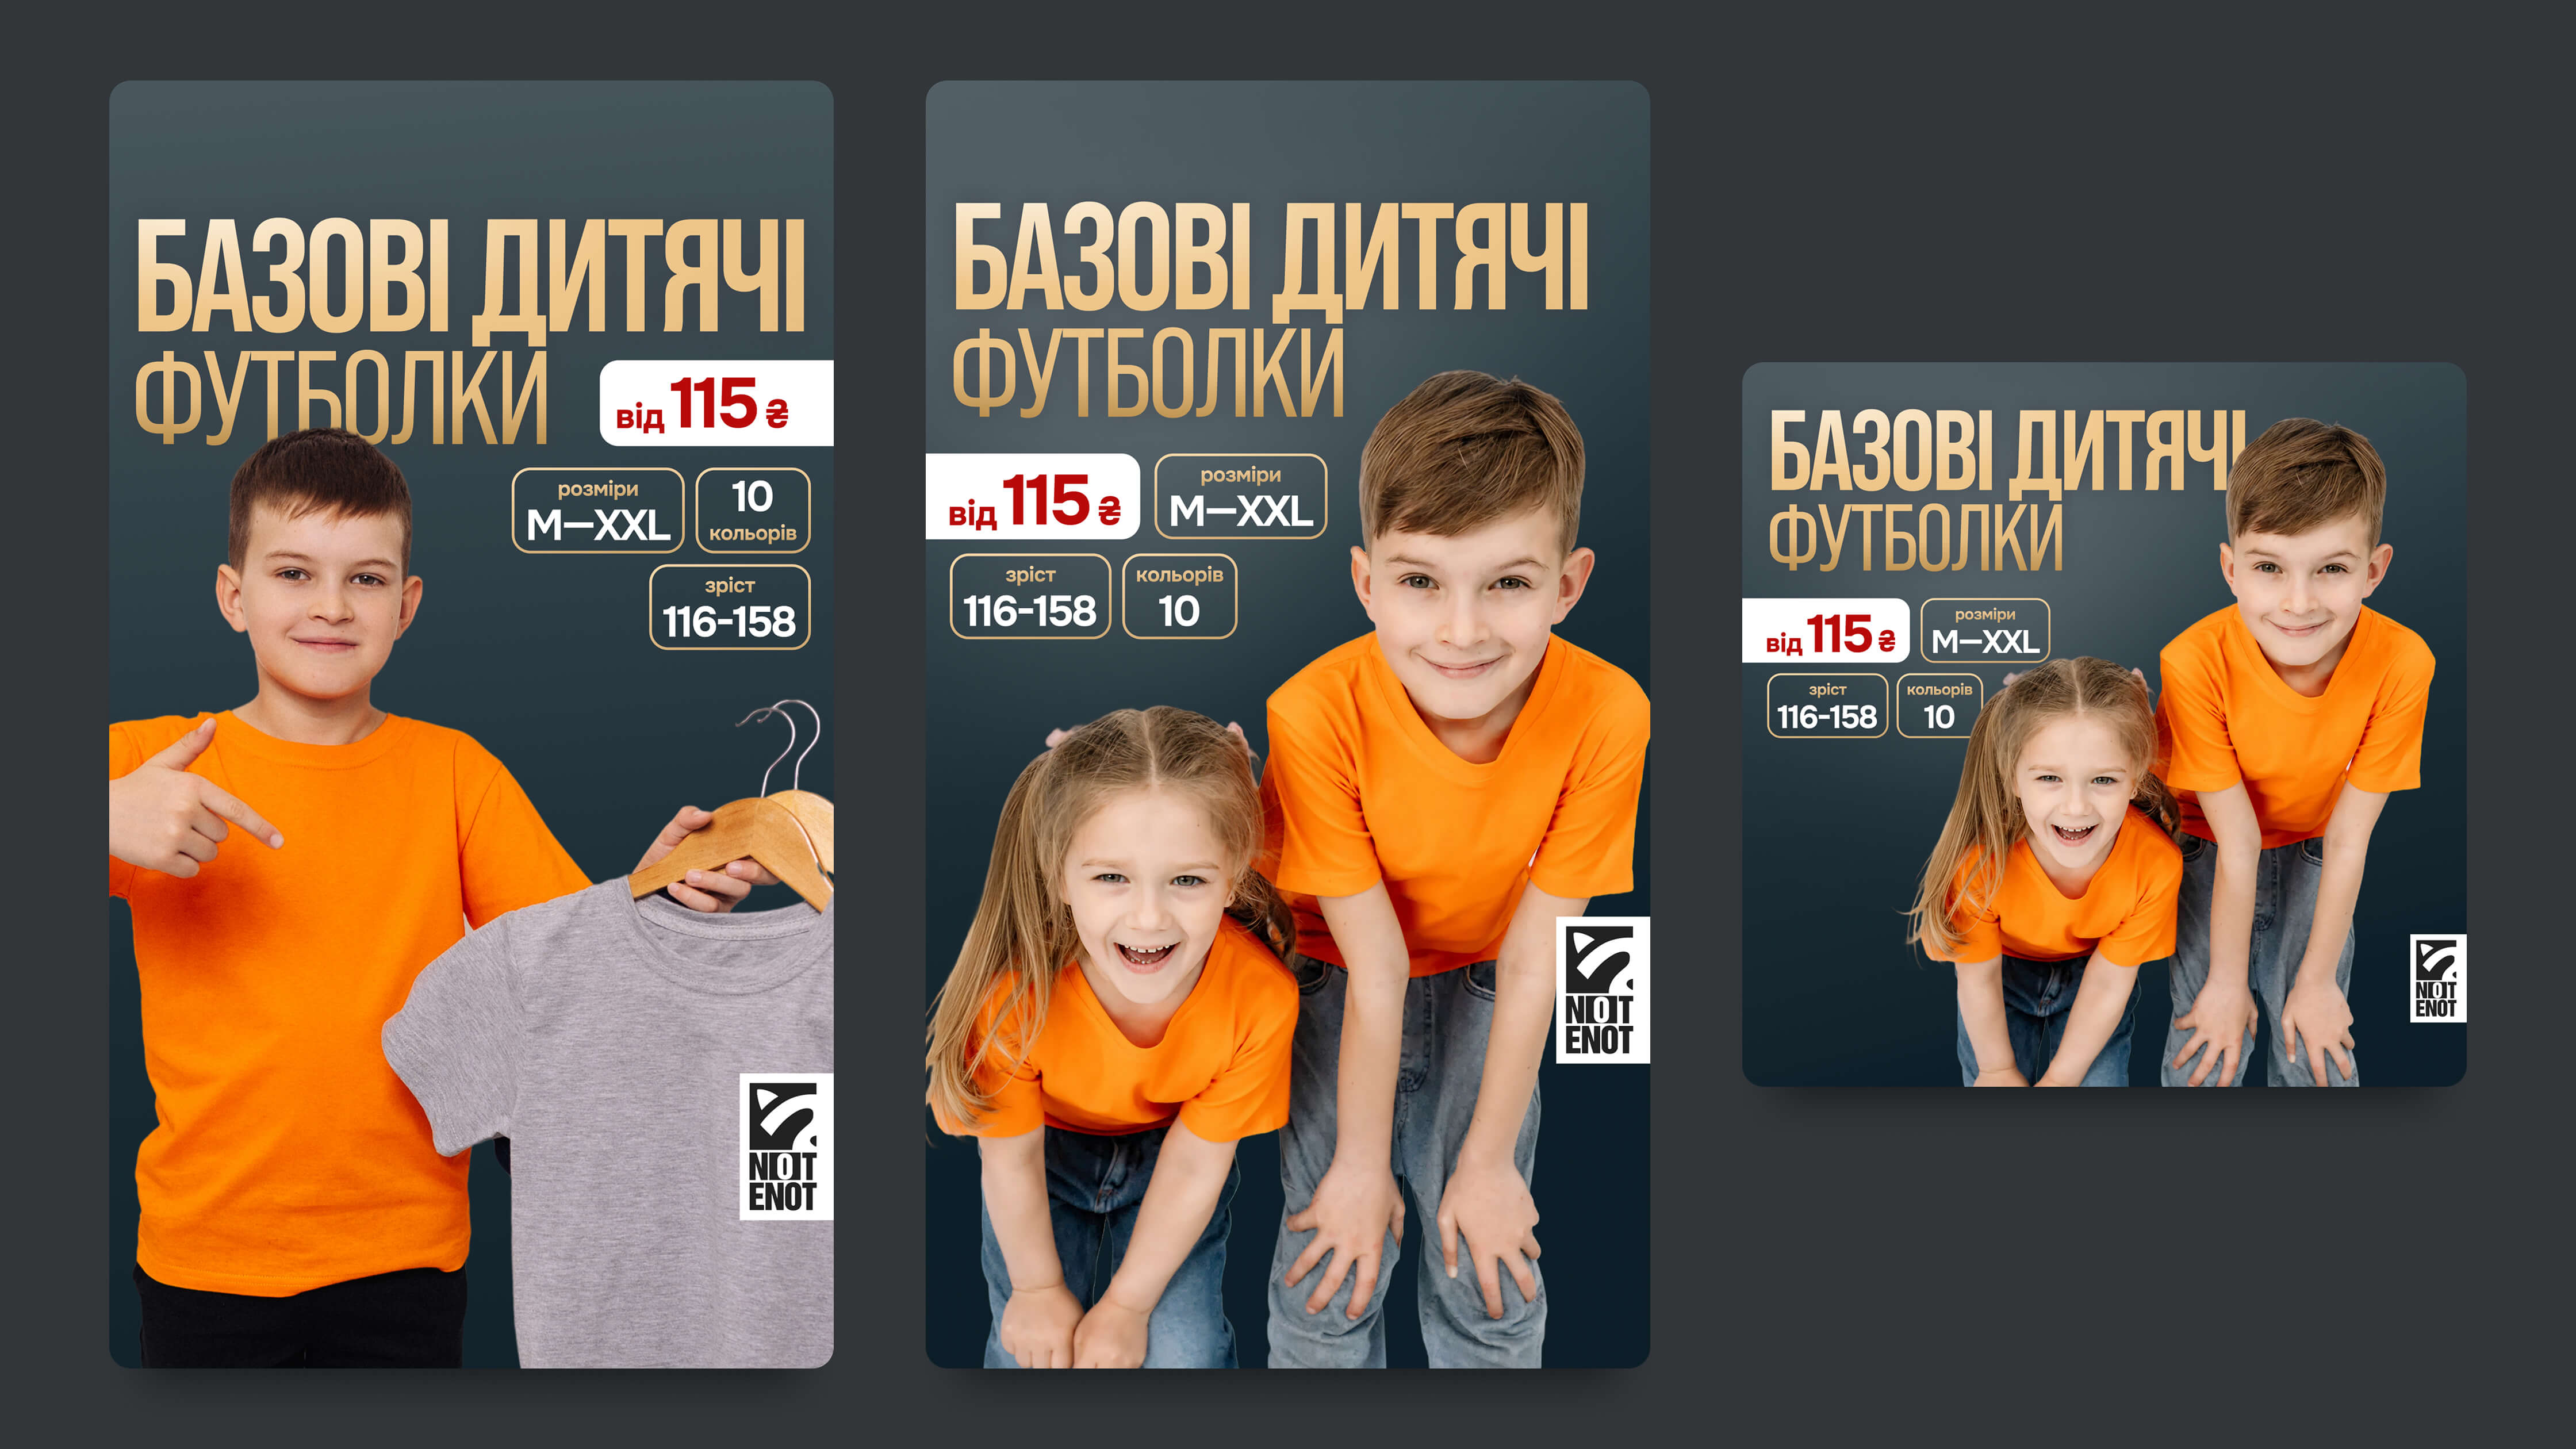 БАЗОВІ ДИТЯЧІ
ФУТБОЛКИ
від 115 ₴
розміри
M—XXL
10
кольорів
зріст
116-158
NOT
ENOT
БАЗОВІ ДИТЯЧІ
ФУТБОЛКИ
від 115 ₴
розміри
M—XXL
зріст
116-158
кольорів
10
NOT
ENOT
БАЗОВІ ДИТЯЧІ
ФУТБОЛКИ
від 115 ₴
розміри
M—XXL
зріст
116-158
кольорів
10
NOT
ENOT